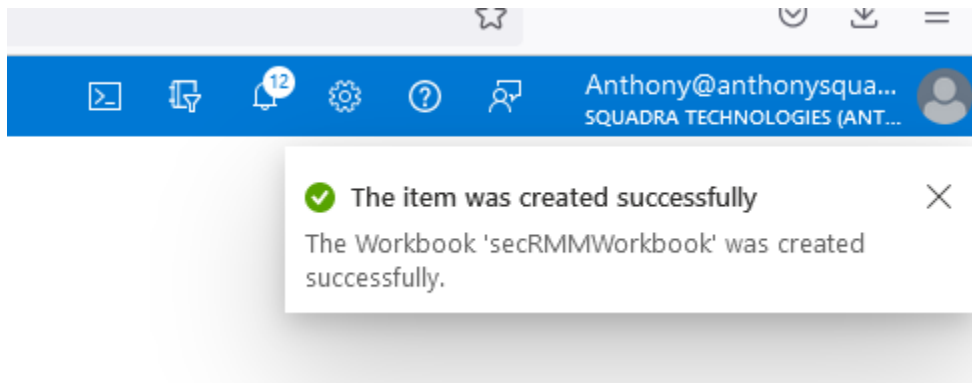 12
Anthony@anthonysqua...
SQUADRA TECHNOLOGIES (ANT...
The item was created successfully
The Workbook 'secRMMWorkbook' was created
successfully.